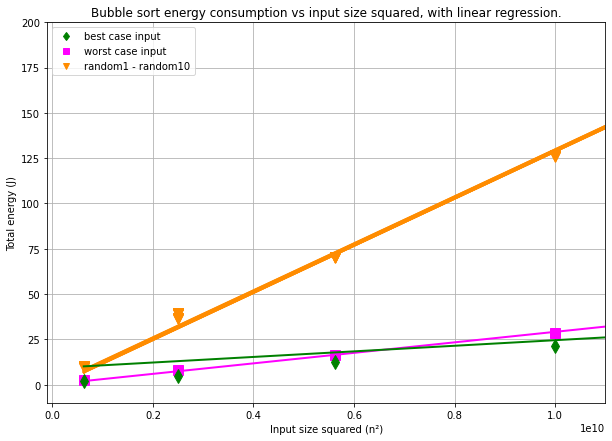 Bubble sort energy consumption vs input size squared, with linear regression.
best case input
worst case input
random1 - random10
200
175
150
125
100
75
50
25
0
Total energy (J)
0.0 0.2 0.4 0.6 0.8 1.0
1e10
Input size squared (n²)